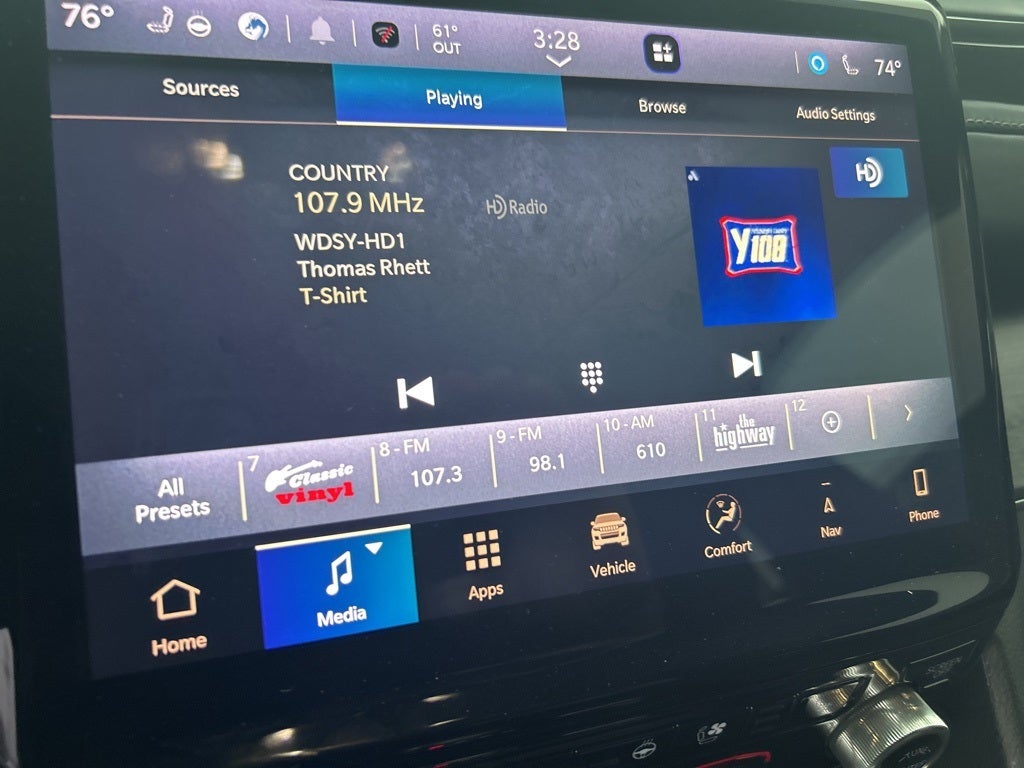 76°
61°
OUT
3:28
74°
Sources
Playing
Browse
Audio Settings
COUNTRY
107.9 MHz
HD Radio
HD
WDSY-HD1
Thomas Rhett
T-Shirt
Y108
All
Presets
7
Classic
vinyl
8 - FM
107.3
9 - FM
98.1
10 - AM
610
11
the
highway
12
Home
Media
Apps
Vehicle
Comfort
Nav
Phone
SCREEN